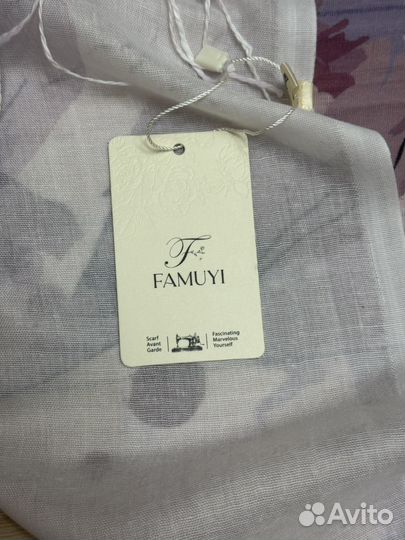 F
FAMUYI
Scarf
Avant
Garde
Fascinating
Marvelous
Yourself
Avito